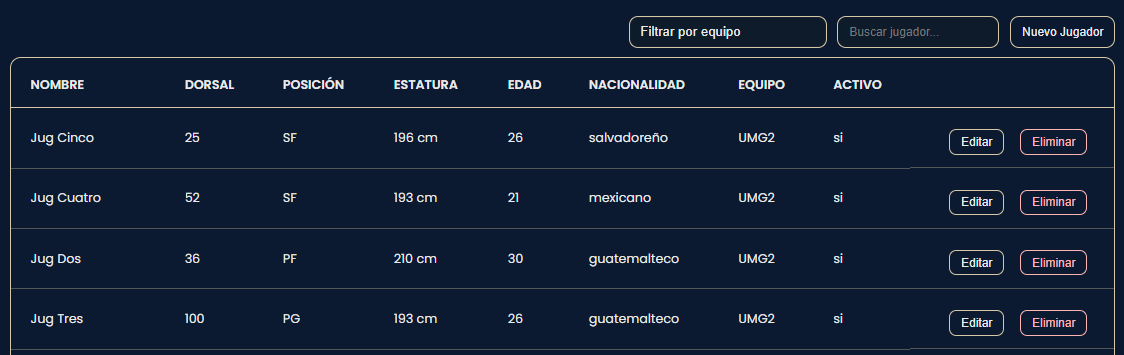 Filtrar por equipo Buscar jugador... Nuevo Jugador
NOMBRE DORSAL POSICIÓN ESTATURA EDAD NACIONALIDAD EQUIPO ACTIVO
Jug Cinco 25 SF 196 cm 26 salvadoreño UMG2 si Editar Eliminar
Jug Cuatro 52 SF 193 cm 21 mexicano UMG2 si Editar Eliminar
Jug Dos 36 PF 210 cm 30 guatemalteco UMG2 si Editar Eliminar
Jug Tres 100 PG 193 cm 26 guatemalteco UMG2 si Editar Eliminar